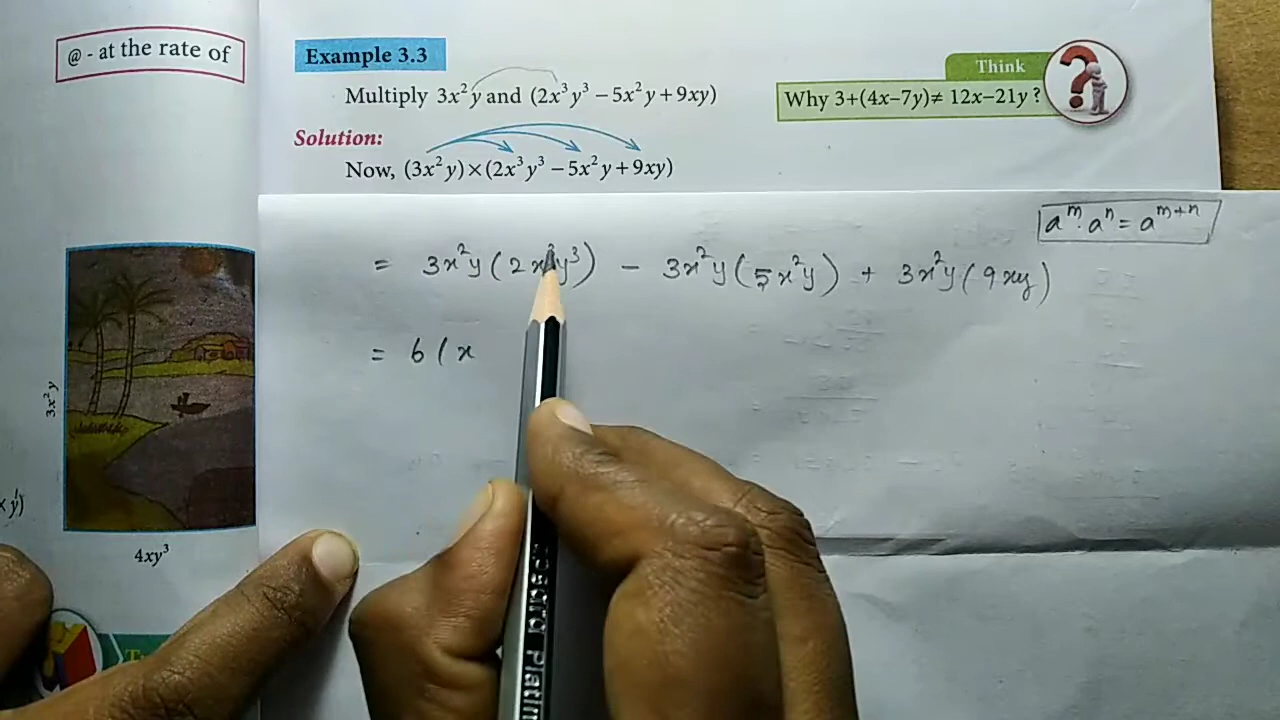 @ - at the rate of
Example 3.3
Multiply 3x²y and (2x³y³ − 5x²y + 9xy)
Think
Why 3+(4x−7y) ≠ 12x−21y ?
Solution:
Now, (3x²y)×(2x³y³ − 5x²y + 9xy)
aᵐ · aⁿ = aᵐ⁺ⁿ
= 3x²y (2x³y³) − 3x²y (5x²y) + 3x²y (9xy)
= 6 (x
3x²y
4xy³